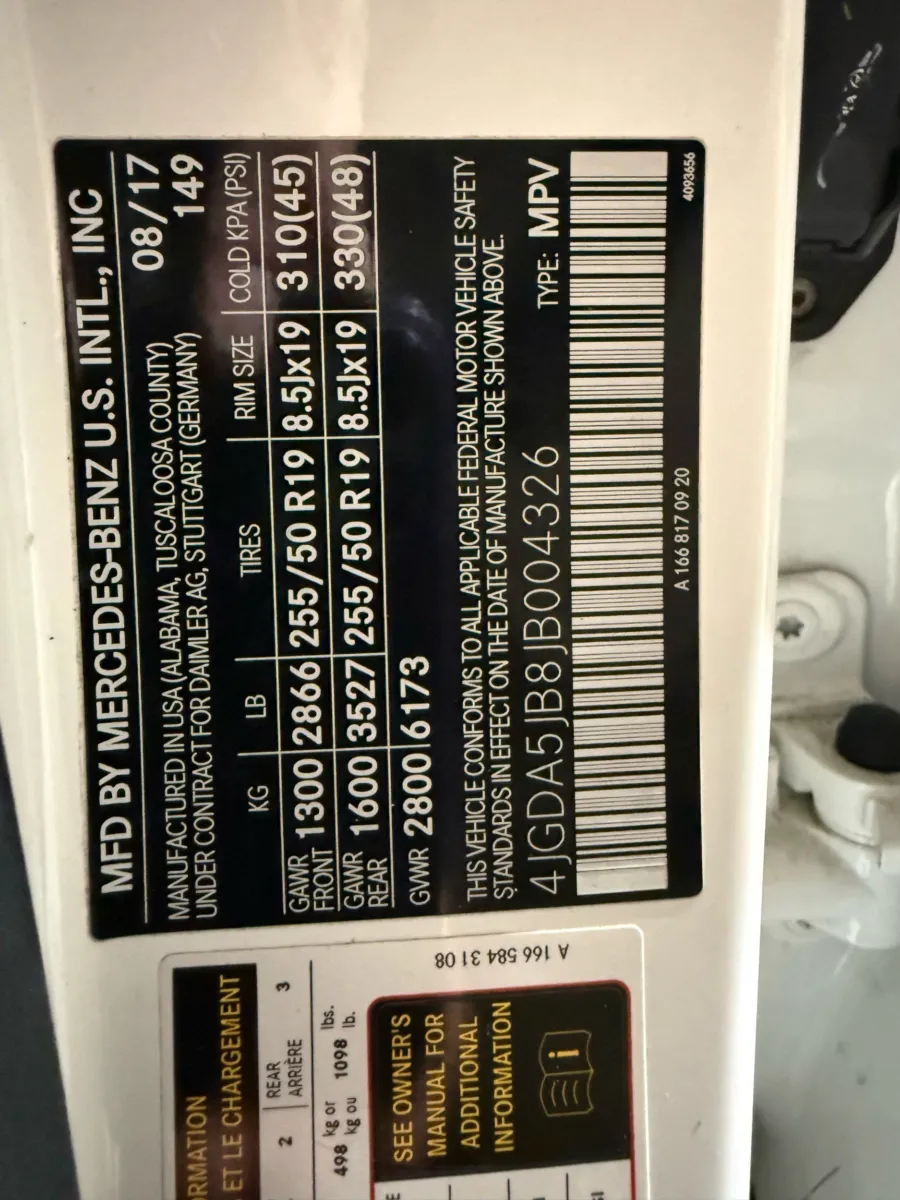 MFD BY MERCEDES-BENZ U.S. INTL., INC
MANUFACTURED IN USA (ALABAMA, TUSCALOOSA COUNTY) 08/17
UNDER CONTRACT FOR DAIMLER AG, STUTTGART (GERMANY) 149
KG LB TIRES RIM SIZE COLD KPA (PSI)
GAWR FRONT 1300 2866 255/50 R19 8.5Jx19 310(45)
GAWR REAR 1600 3527 255/50 R19 8.5Jx19 330(48)
GVWR 2800 6173
THIS VEHICLE CONFORMS TO ALL APPLICABLE FEDERAL MOTOR VEHICLE SAFETY
STANDARDS IN EFFECT ON THE DATE OF MANUFACTURE SHOWN ABOVE.
4JGDA5JB8JB004326 TYPE: MPV
A 166 817 09 20
4093656
A 166 584 31 08
ET LE CHARGEMENT
2 REAR 3
ARRIÈRE
498 kg or 1098 lbs.
kg ou lb.
SEE OWNER'S
MANUAL FOR
ADDITIONAL
INFORMATION
i